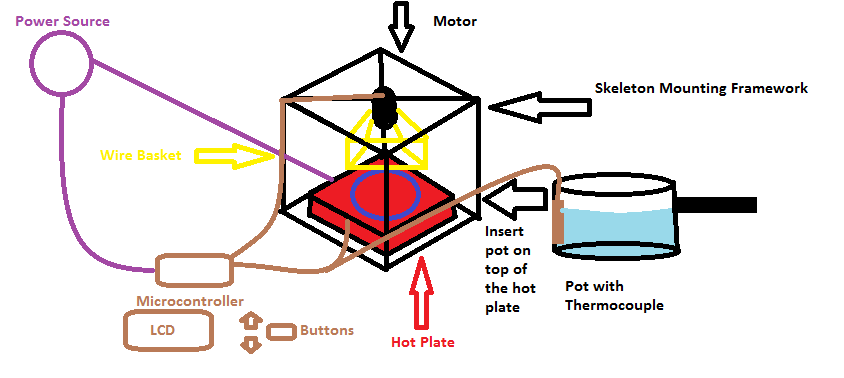 Power Source
Motor
Skeleton Mounting Framework
Wire Basket
Insert
pot on
top of
the hot
plate
Pot with
Thermocouple
Microcontroller
LCD
Buttons
Hot Plate